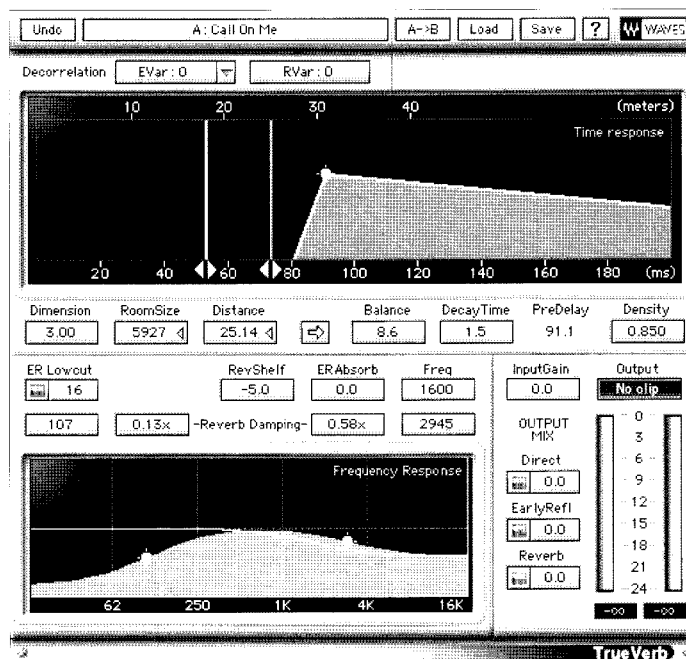 Undo A: Call On Me A->B Load Save ? WAVES
Decorrelation EVar: 0 RVar: 0
10 20 30 40 (meters)
Time response
20 40 60 80 100 120 140 160 180 (ms)
Dimension RoomSize Distance Balance DecayTime PreDelay Density
3.00 5927 25.14 8.6 1.5 91.1 0.850
ER Lowcut RevShelf ERAbsorb Freq InputGain Output
16 -5.0 0.0 1600 0.0 No clip
107 0.13x -Reverb Damping- 0.58x 2945
OUTPUT
MIX
Direct
0.0
EarlyRefl
0.0
Reverb
0.0
0
3
6
9
-12
-15
-18
21
-24
-∞ -∞
Frequency Response
62 250 1K 4K 16K
TrueVerb